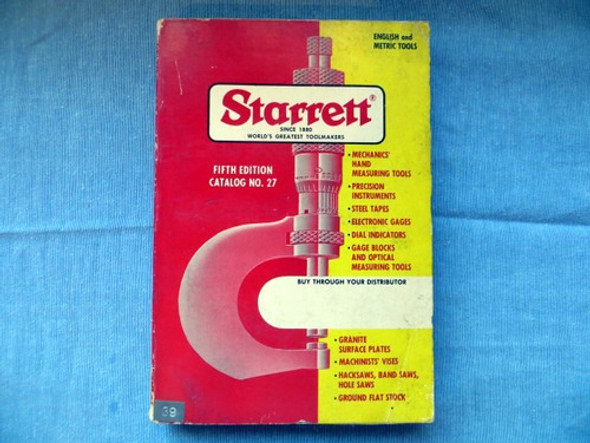 ENGLISH and
METRIC TOOLS
Starrett®
SINCE 1880
WORLD'S GREATEST TOOLMAKERS
FIFTH EDITION
CATALOG NO. 27
• MECHANICS'
HAND
MEASURING TOOLS
• PRECISION
INSTRUMENTS
• STEEL TAPES
• ELECTRONIC GAGES
• DIAL INDICATORS
• GAGE BLOCKS
AND OPTICAL
MEASURING TOOLS
BUY THROUGH YOUR DISTRIBUTOR
• GRANITE
SURFACE PLATES
• MACHINISTS' VISES
• HACKSAWS, BAND SAWS,
HOLE SAWS
• GROUND FLAT STOCK
39